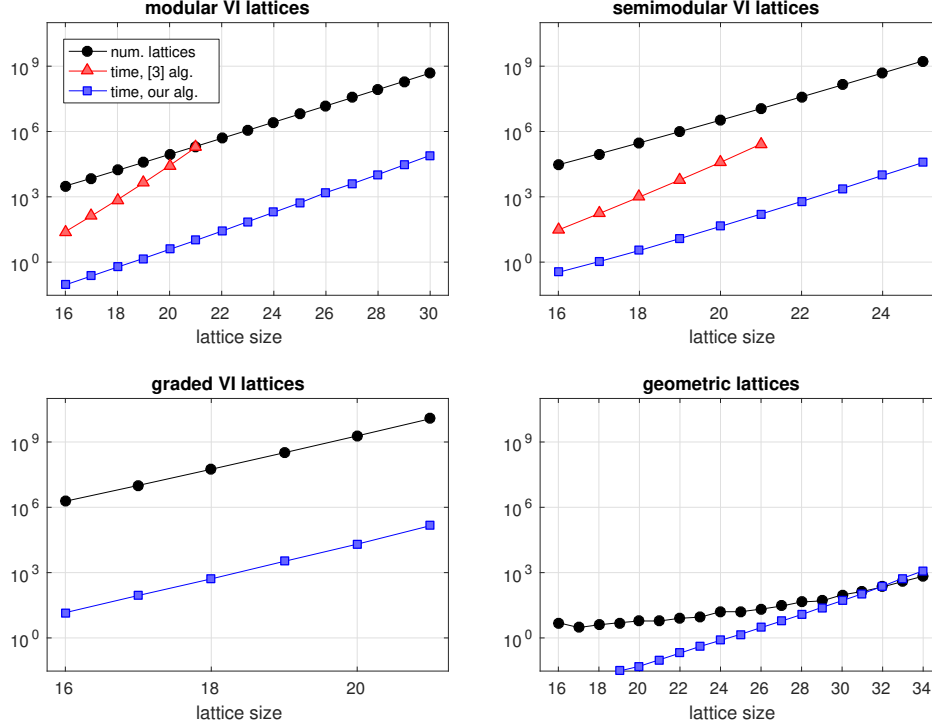 modular VI lattices
10^9
10^6
10^3
10^0
num. lattices
time, [3] alg.
time, our alg.
16 18 20 22 24 26 28 30
lattice size
semimodular VI lattices
10^9
10^6
10^3
10^0
16 18 20 22 24
lattice size
graded VI lattices
10^9
10^6
10^3
10^0
16 18 20
lattice size
geometric lattices
10^9
10^6
10^3
10^0
16 18 20 22 24 26 28 30 32 34
lattice size